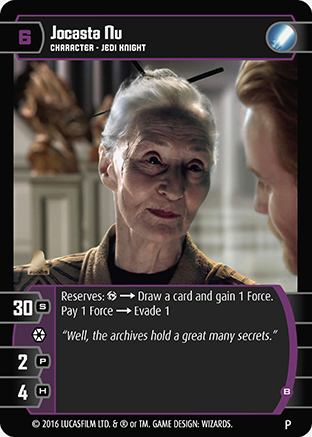 6
Jocasta Nu
CHARACTER - JEDI KNIGHT
30 S
Reserves: → Draw a card and gain 1 Force.
Pay 1 Force → Evade 1
“Well, the archives hold a great many secrets.”
2 P
4 H
B
© 2016 LUCASFILM LTD. & ® or TM. GAME DESIGN: WIZARDS.
P